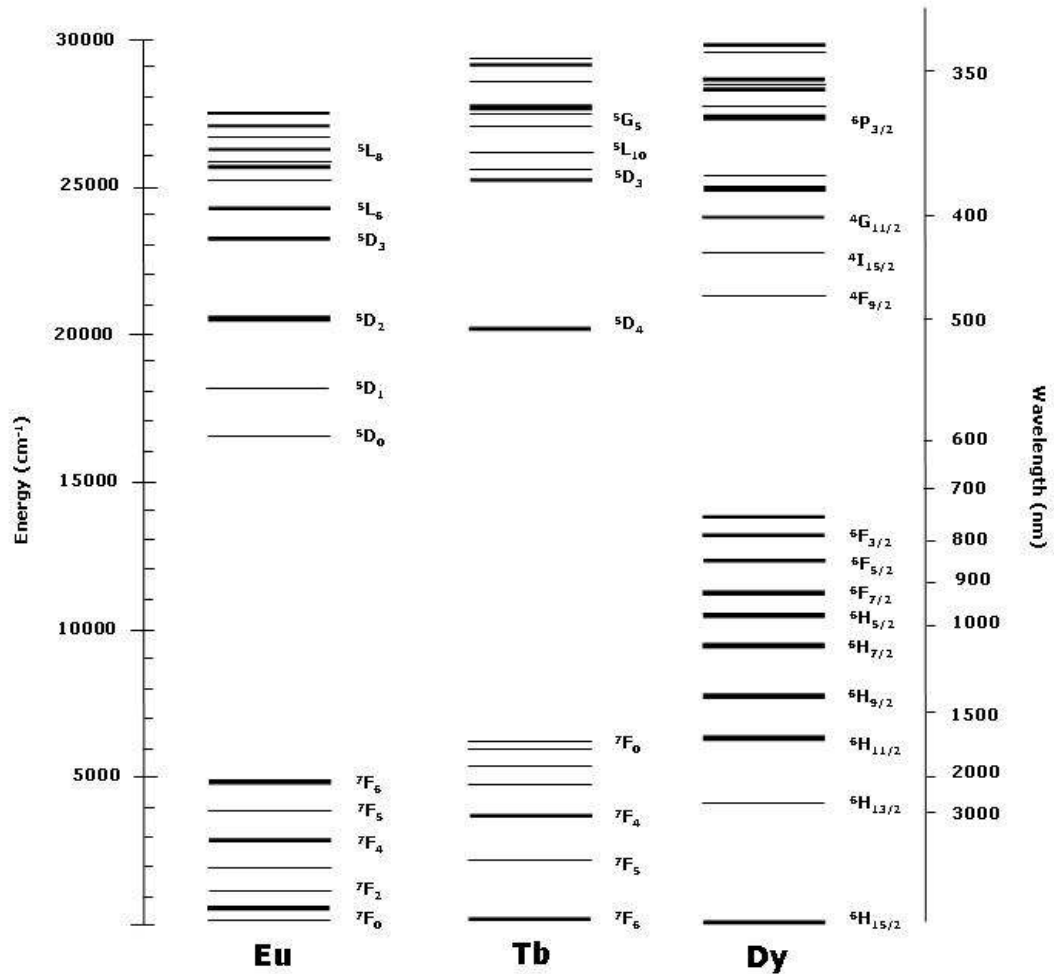 30000
25000
20000
15000
10000
5000
Energy (cm⁻¹)
⁵L₈
⁵L₆
⁵D₃
⁵D₂
⁵D₁
⁵D₀
⁷F₆
⁷F₅
⁷F₄
⁷F₂
⁷F₀
Eu
⁵G₅
⁵L₁₀
⁵D₃
⁵D₄
⁷F₀
⁷F₄
⁷F₅
⁷F₆
Tb
⁶P₃/₂
⁴G₁₁/₂
⁴I₁₅/₂
⁴F₉/₂
⁶F₃/₂
⁶F₅/₂
⁶F₇/₂
⁶H₅/₂
⁶H₇/₂
⁶H₉/₂
⁶H₁₁/₂
⁶H₁₃/₂
⁶H₁₅/₂
Dy
350
400
500
600
700
800
900
1000
1500
2000
3000
Wavelength (nm)